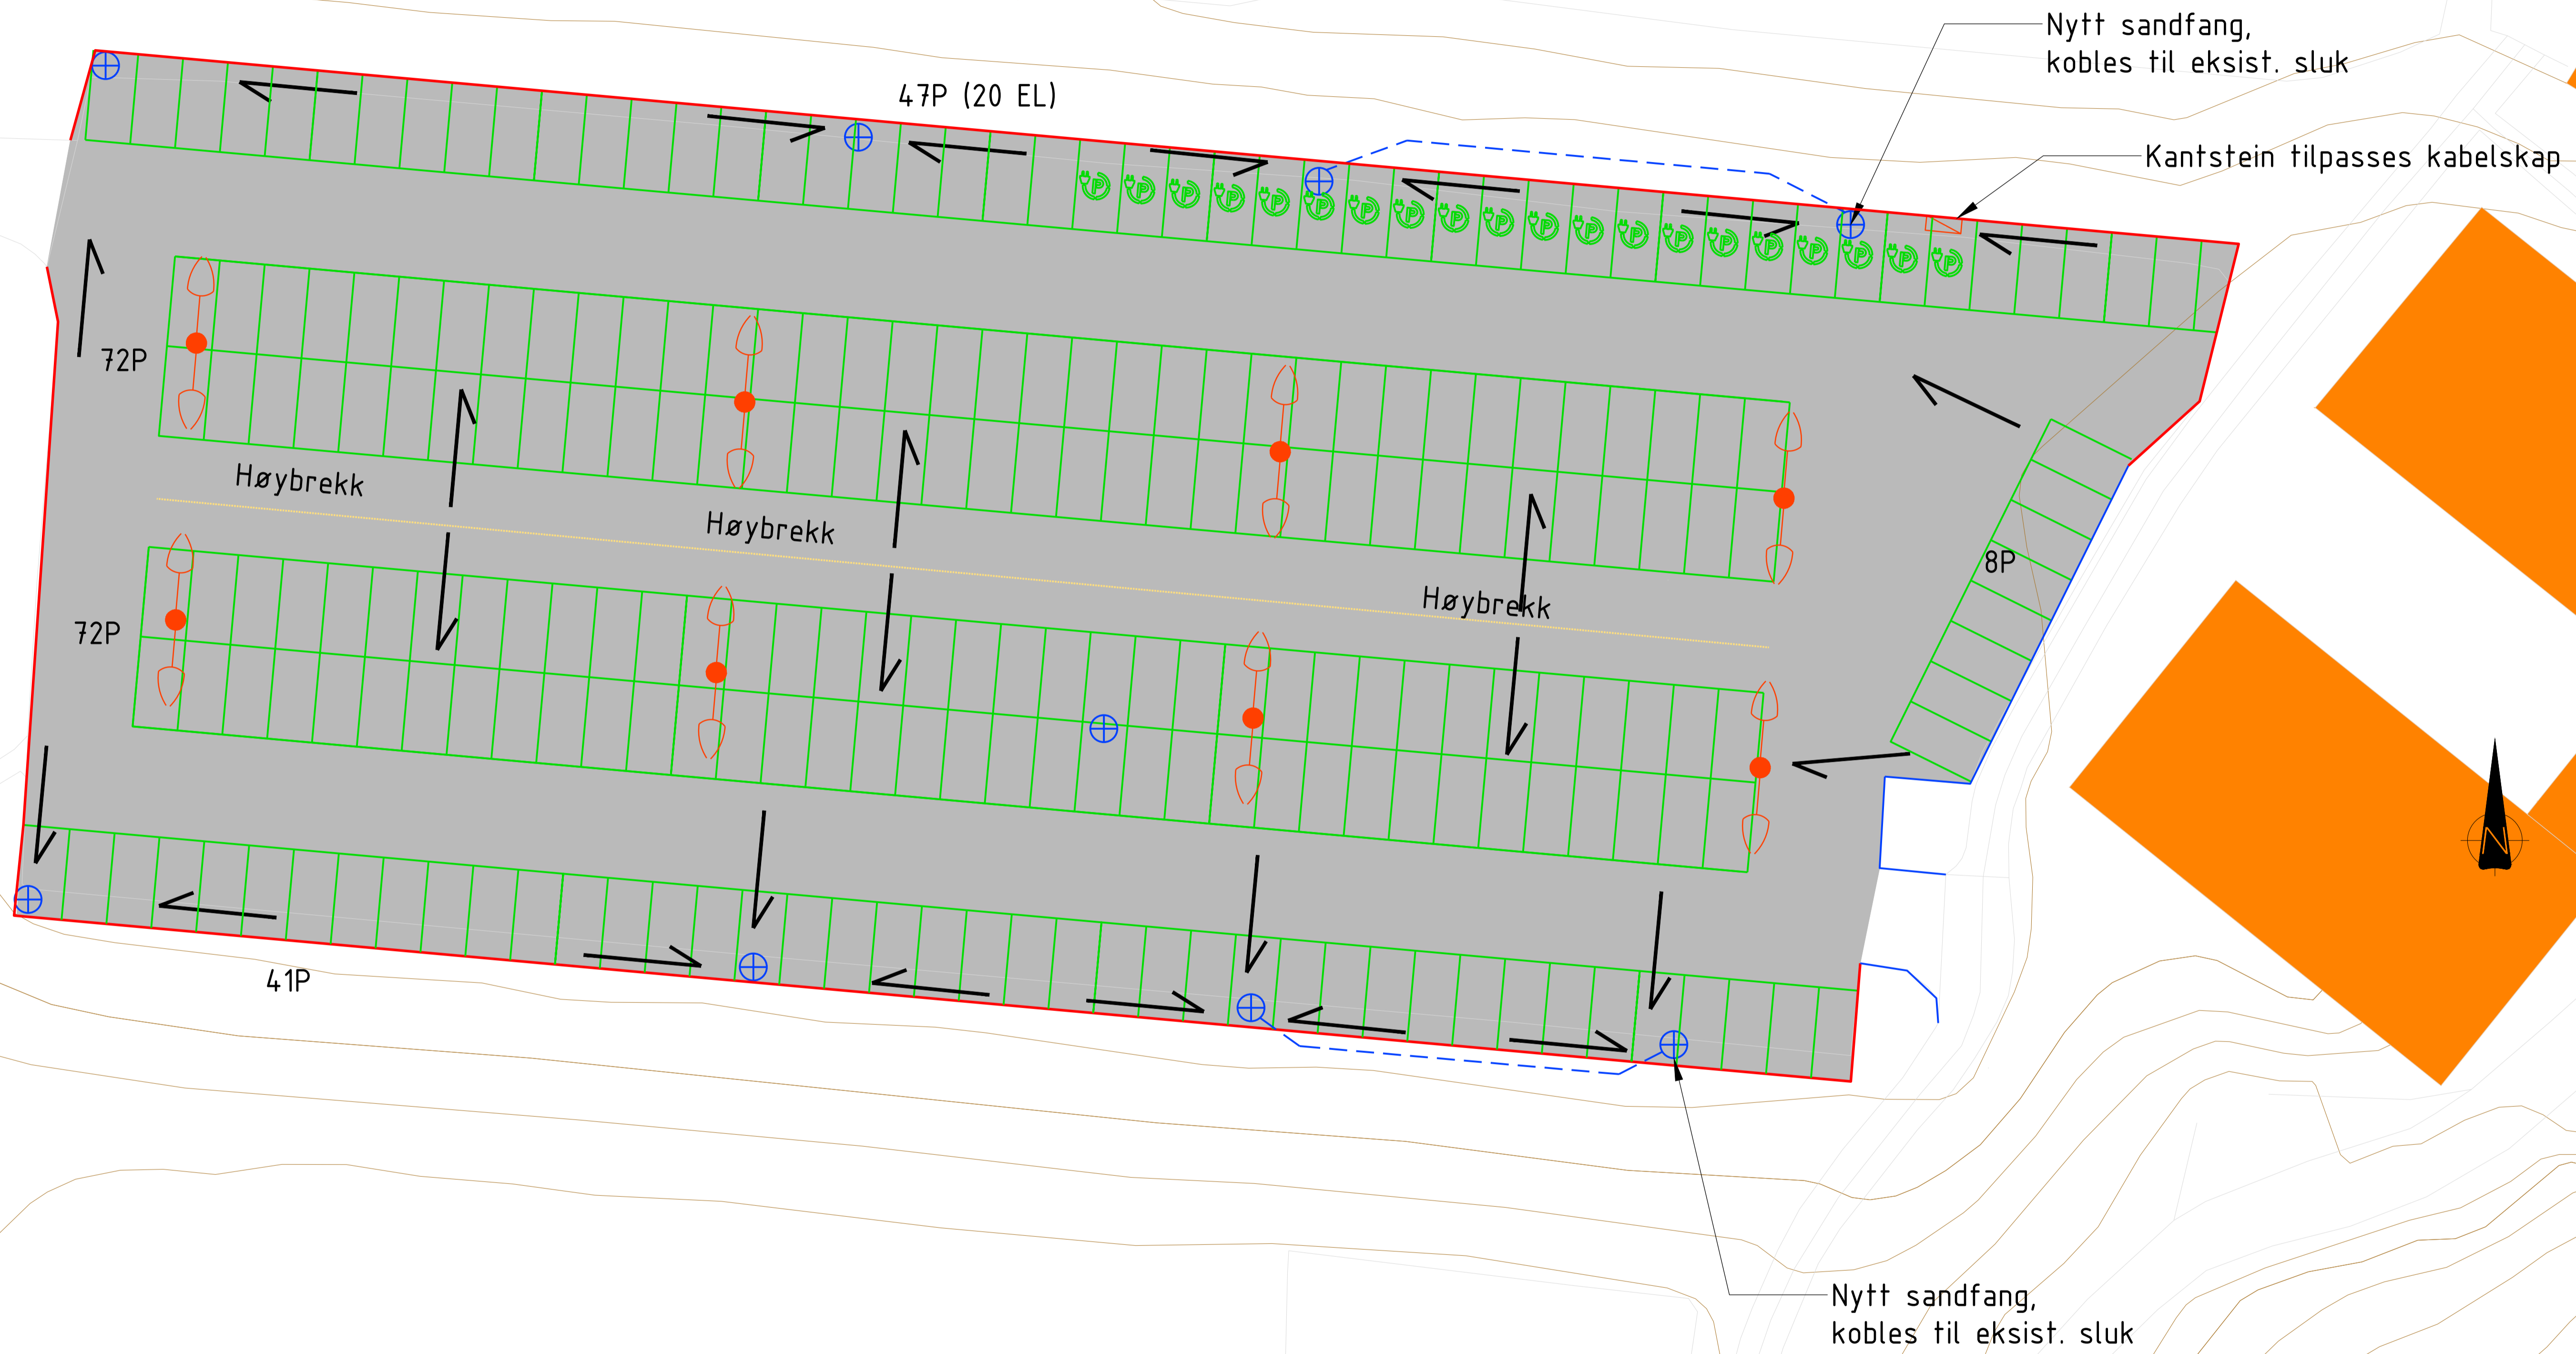 Nytt sandfang,
kobles til eksist. sluk
47P (20 EL)
Kantstein tilpasses kabelskap
P P P P P P P P P P P P P P P P P P P P
72P
Høybrekk
Høybrekk
8P
Høybrekk
72P
N
41P
Nytt sandfang,
kobles til eksist. sluk